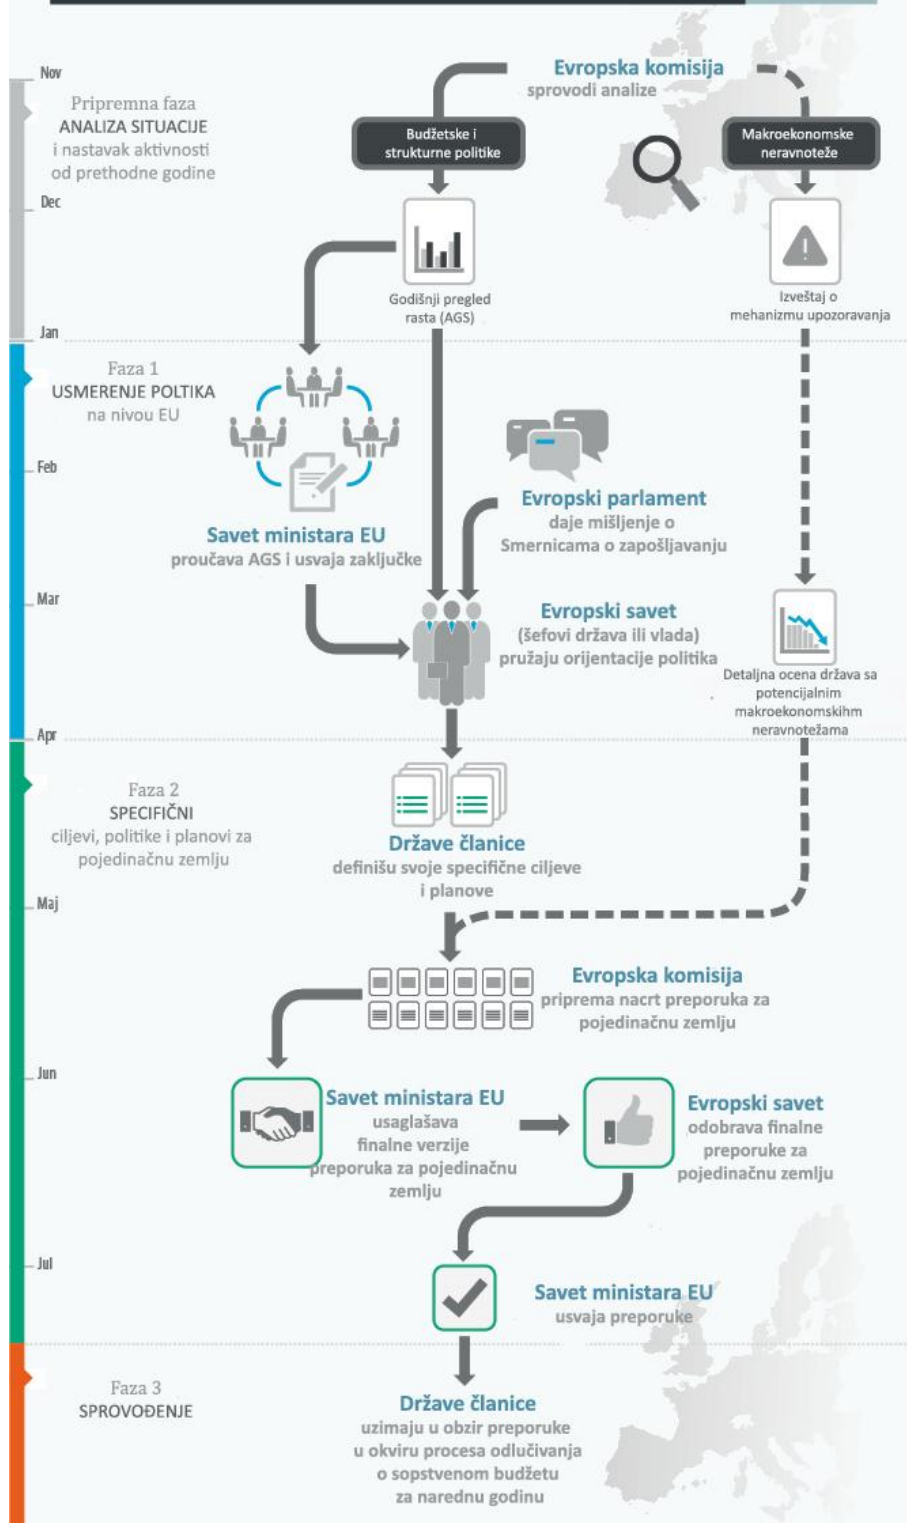 Nov
Evropska komisija
sprovodi analize
Pripremna faza
ANALIZA SITUACIJE
i nastavak aktivnosti
od prethodne godine
Budžetske i
strukturne politike
Makroekonomske
neravnoteže
Dec
Godišnji pregled
rasta (AGS)
Izveštaj o
mehanizmu upozoravanja
Jan
Faza 1
USMERENJE POLTIKA
na nivou EU
Feb
Evropski parlament
daje mišljenje o
Smernicama o zapošljavanju
Savet ministara EU
proučava AGS i usvaja zaključke
Mar
Evropski savet
(šefovi država ili vlada)
pružaju orijentacije politika
Detaljna ocena država sa
potencijalnim
makroekonomskihm
neravnotežama
Apr
Faza 2
SPECIFIČNI
ciljevi, politike i planovi za
pojedinačnu zemlju
Države članice
definišu svoje specifične ciljeve
i planove
Maj
Evropska komisija
priprema nacrt preporuka za
pojedinačnu zemlju
Jun
Savet ministara EU
usaglašava
finalne verzije
preporuka za pojedinačnu
zemlju
Evropski savet
odobrava finalne
preporuke za
pojedinačnu zemlju
Jul
Savet ministara EU
usvaja preporuke
Faza 3
SPROVOĐENJE
Države članice
uzimaju u obzir preporuke
u okviru procesa odlučivanja
o sopstvenom budžetu
za narednu godinu